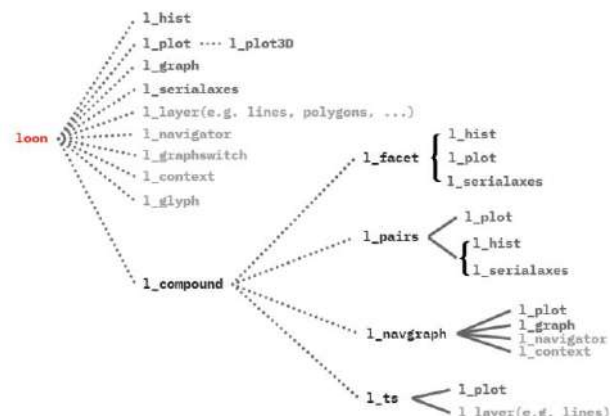 l_hist
l_plot l_plot3D
l_graph
l_serialaxes
l_layer(e.g. lines, polygons, ...)
loon
l_navigator
l_graphswitch
l_context
l_glyph
l_compound
l_facet
l_hist
l_plot
l_serialaxes
l_pairs
l_plot
l_hist
l_serialaxes
l_navgraph
l_plot
l_graph
l_navigator
l_context
l_ts
l_plot
l_layer(e.g. lines)